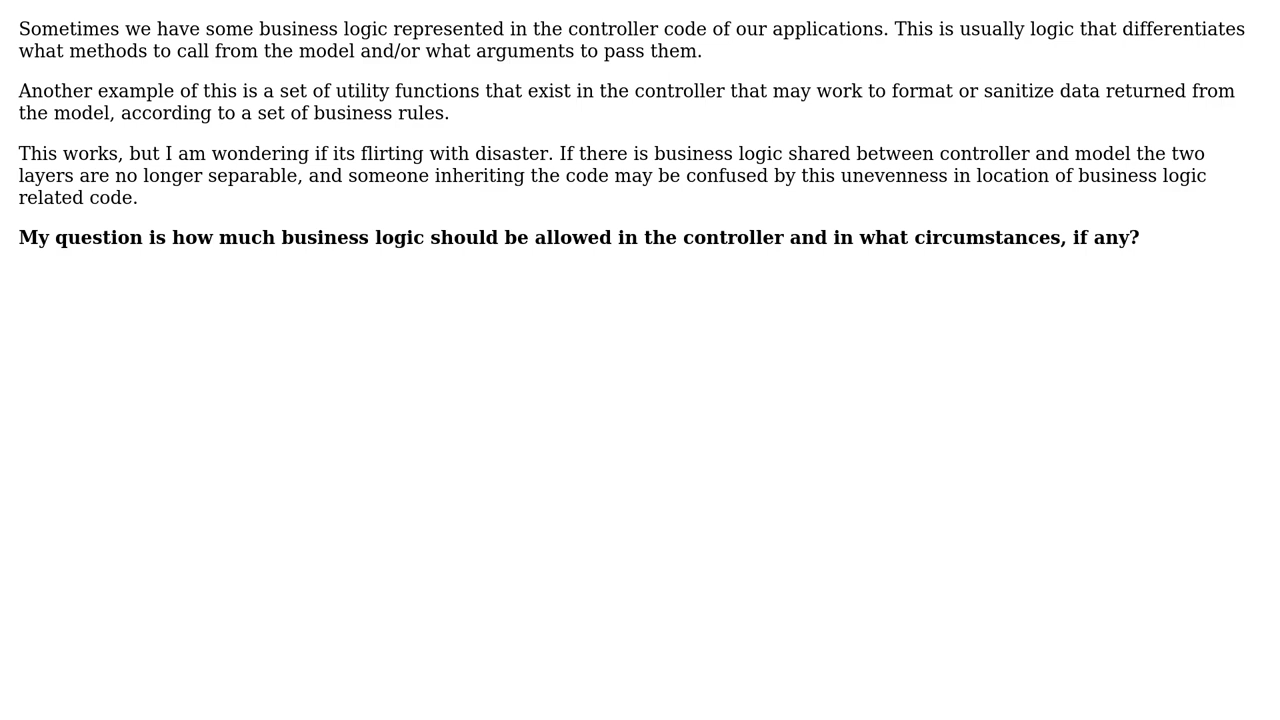 Sometimes we have some business logic represented in the controller code of our applications. This is usually logic that differentiates
what methods to call from the model and/or what arguments to pass them.
Another example of this is a set of utility functions that exist in the controller that may work to format or sanitize data returned from
the model, according to a set of business rules.
This works, but I am wondering if its flirting with disaster. If there is business logic shared between controller and model the two
layers are no longer separable, and someone inheriting the code may be confused by this unevenness in location of business logic
related code.
My question is how much business logic should be allowed in the controller and in what circumstances, if any?